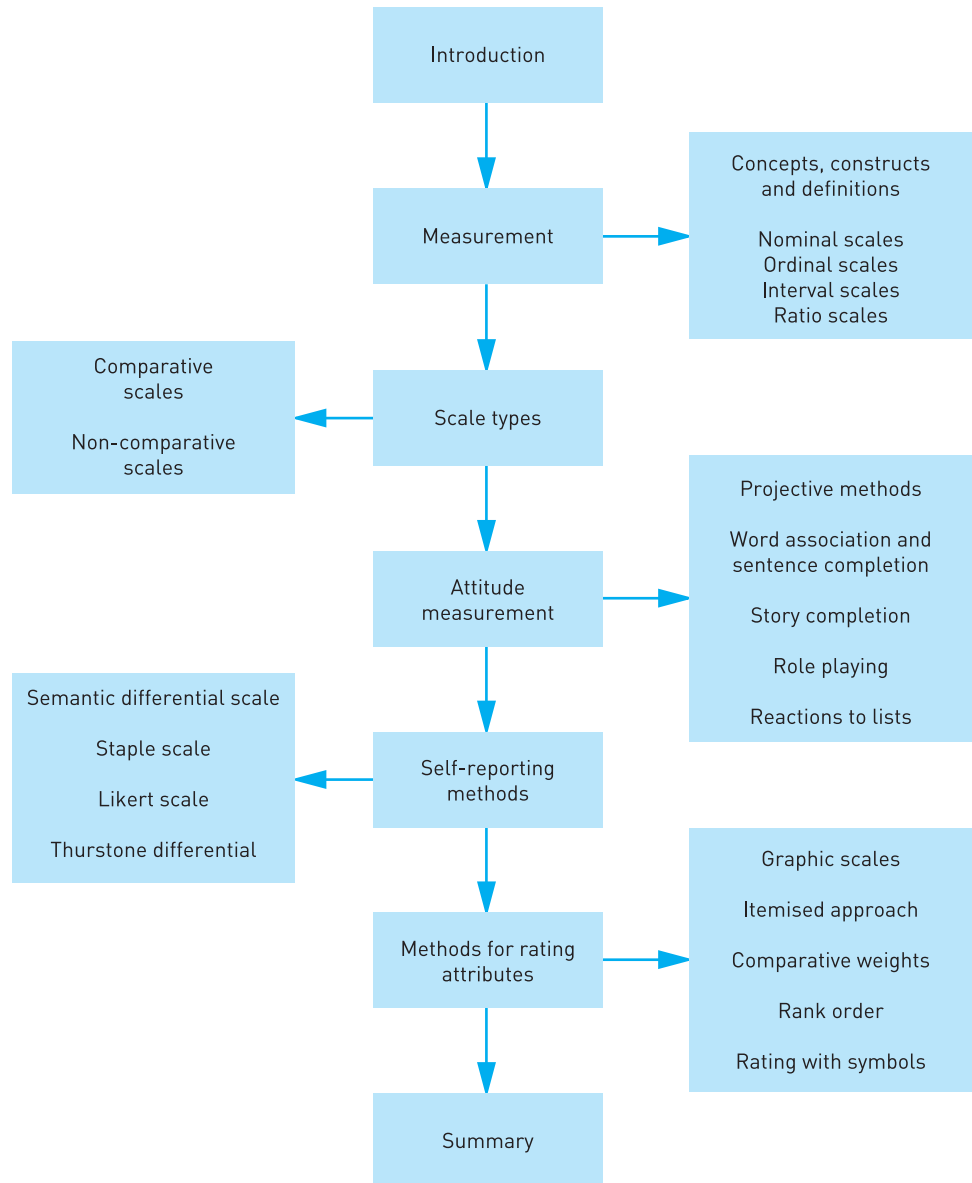 Introduction
Measurement
Concepts, constructs
and definitions
Nominal scales
Ordinal scales
Interval scales
Ratio scales
Scale types
Comparative
scales
Non-comparative
scales
Attitude
measurement
Projective methods
Word association and
sentence completion
Story completion
Role playing
Reactions to lists
Self-reporting
methods
Semantic differential scale
Staple scale
Likert scale
Thurstone differential
Methods for rating
attributes
Graphic scales
Itemised approach
Comparative weights
Rank order
Rating with symbols
Summary